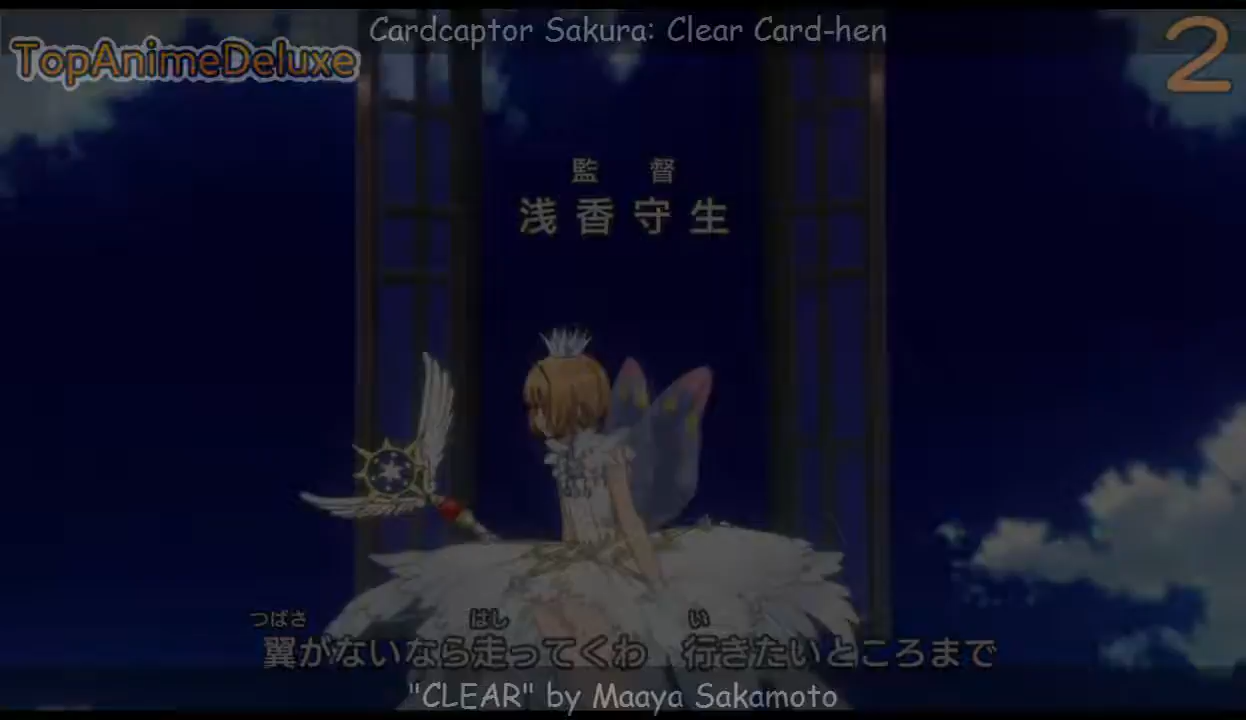 Cardcaptor Sakura: Clear Card-hen
TopAnimeDeluxe
2
監督
浅香守生
つばさ はし い
翼がないなら走ってくわ 行きたいところまで
"CLEAR" by Maaya Sakamoto